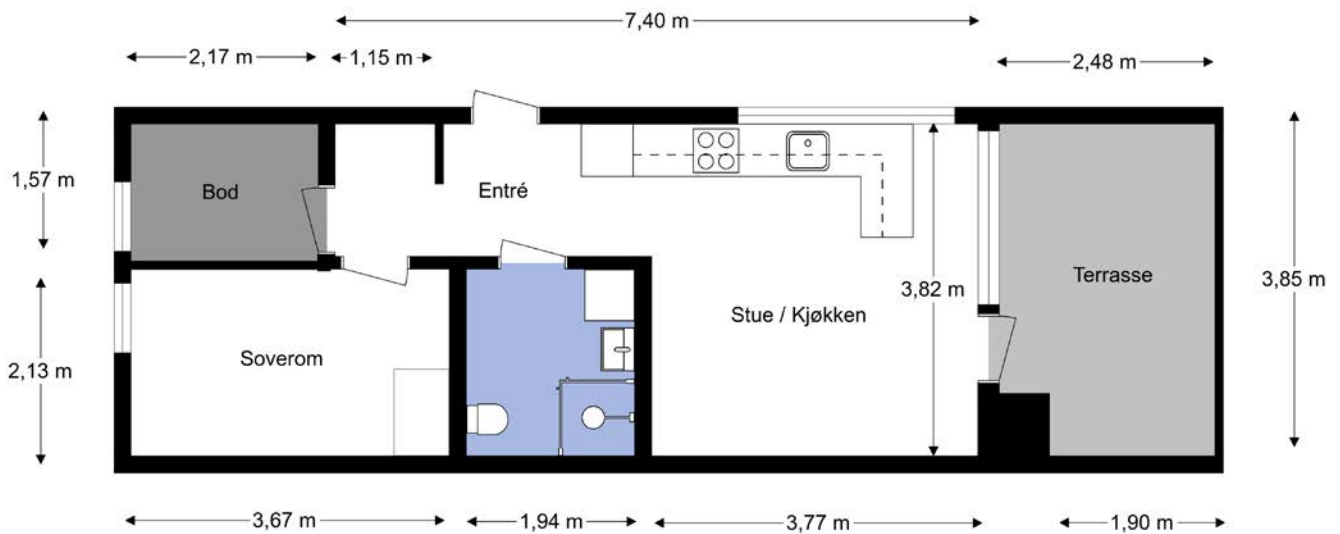 7,40 m
2,17 m
1,15 m
2,48 m
1,57 m
Bod
Entré
Terrasse
3,82 m
3,85 m
Stue / Kjøkken
Soverom
2,13 m
3,67 m
1,94 m
3,77 m
1,90 m